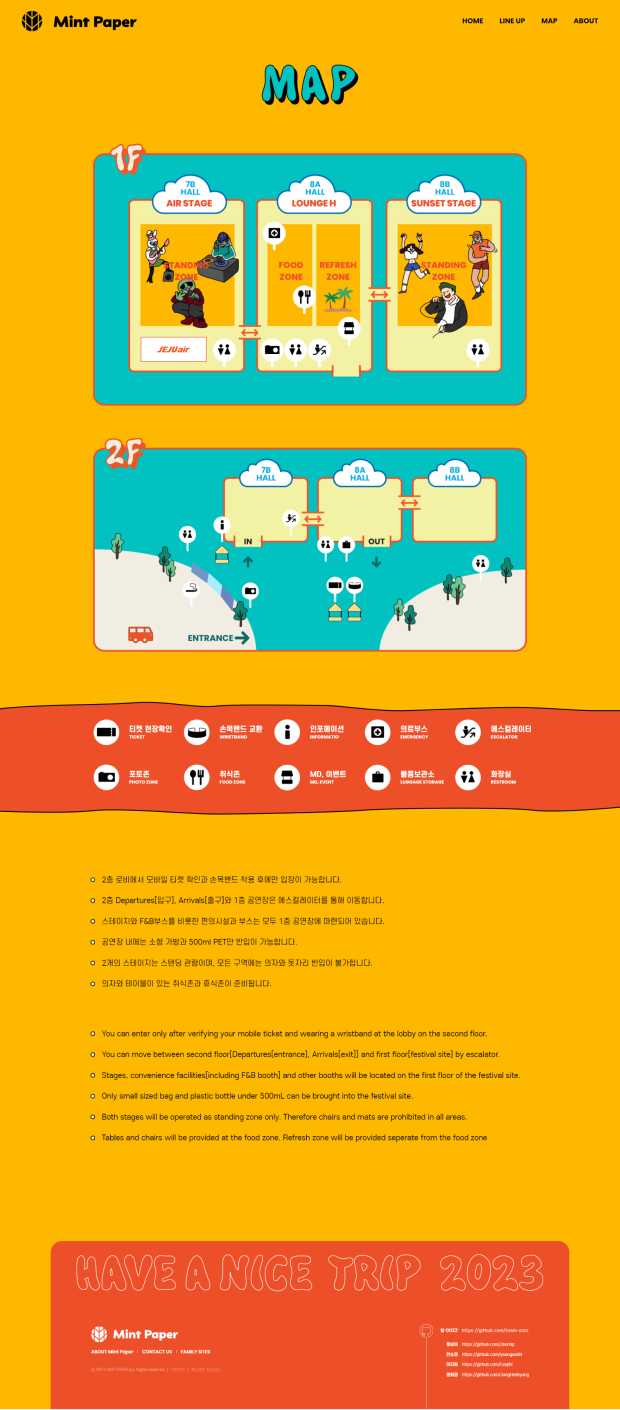 Mint Paper
HOME LINE UP MAP ABOUT
MAP
1F
7B
HALL
AIR STAGE
8A
HALL
LOUNGE H
8B
HALL
SUNSET STAGE
STANDING
ZONE
FOOD
ZONE
REFRESH
ZONE
STANDING
ZONE
JEJUair
2F
7B
HALL
8A
HALL
8B
HALL
IN
OUT
ENTRANCE
티켓 현장확인
TICKET
손목밴드 교환
WRISTBAND
인포메이션
INFORMATIO
의료부스
EMERGENCY
에스컬레이터
ESCALATOR
포토존
PHOTO ZONE
취식존
FOOD ZONE
MD, 이벤트
MD, EVENT
물품보관소
LUGGAGE STORAGE
화장실
RESTROOM
2층 로비에서 모바일 티켓 확인과 손목밴드 착용 후에만 입장이 가능합니다.
2층 Departures[입구], Arrivals[출구]와 1층 공연장은 에스컬레이터를 통해 이동합니다.
스테이지와 F&B부스를 비롯한 편의시설과 부스는 모두 1층 공연장에 마련되어 있습니다.
공연장 내에는 소형 가방과 500ml PET만 반입이 가능합니다.
2개의 스테이지는 스탠딩 관람이며, 모든 구역에는 의자와 돗자리 반입이 불가합니다.
의자와 테이블이 있는 취식존과 휴식존이 준비됩니다.
You can enter only after verifying your mobile ticket and wearing a wristband at the lobby on the second floor.
You can move between second floor[Departures[entrance], Arrivals[exit]] and first floor[festival site] by escalator.
Stages, convenience facilities[including F&B booth] and other booths will be located on the first floor of the festival site.
Only small sized bag and plastic bottle under 500mL can be brought into the festival site.
Both stages will be operated as standing zone only. Therefore chairs and mats are prohibited in all areas.
Tables and chairs will be provided at the food zone. Refresh zone will be provided seperate from the food zone
HAVE A NICE TRIP 2023
Mint Paper
ABOUT Mint Paper | CONTACT US | FAMILY SITES